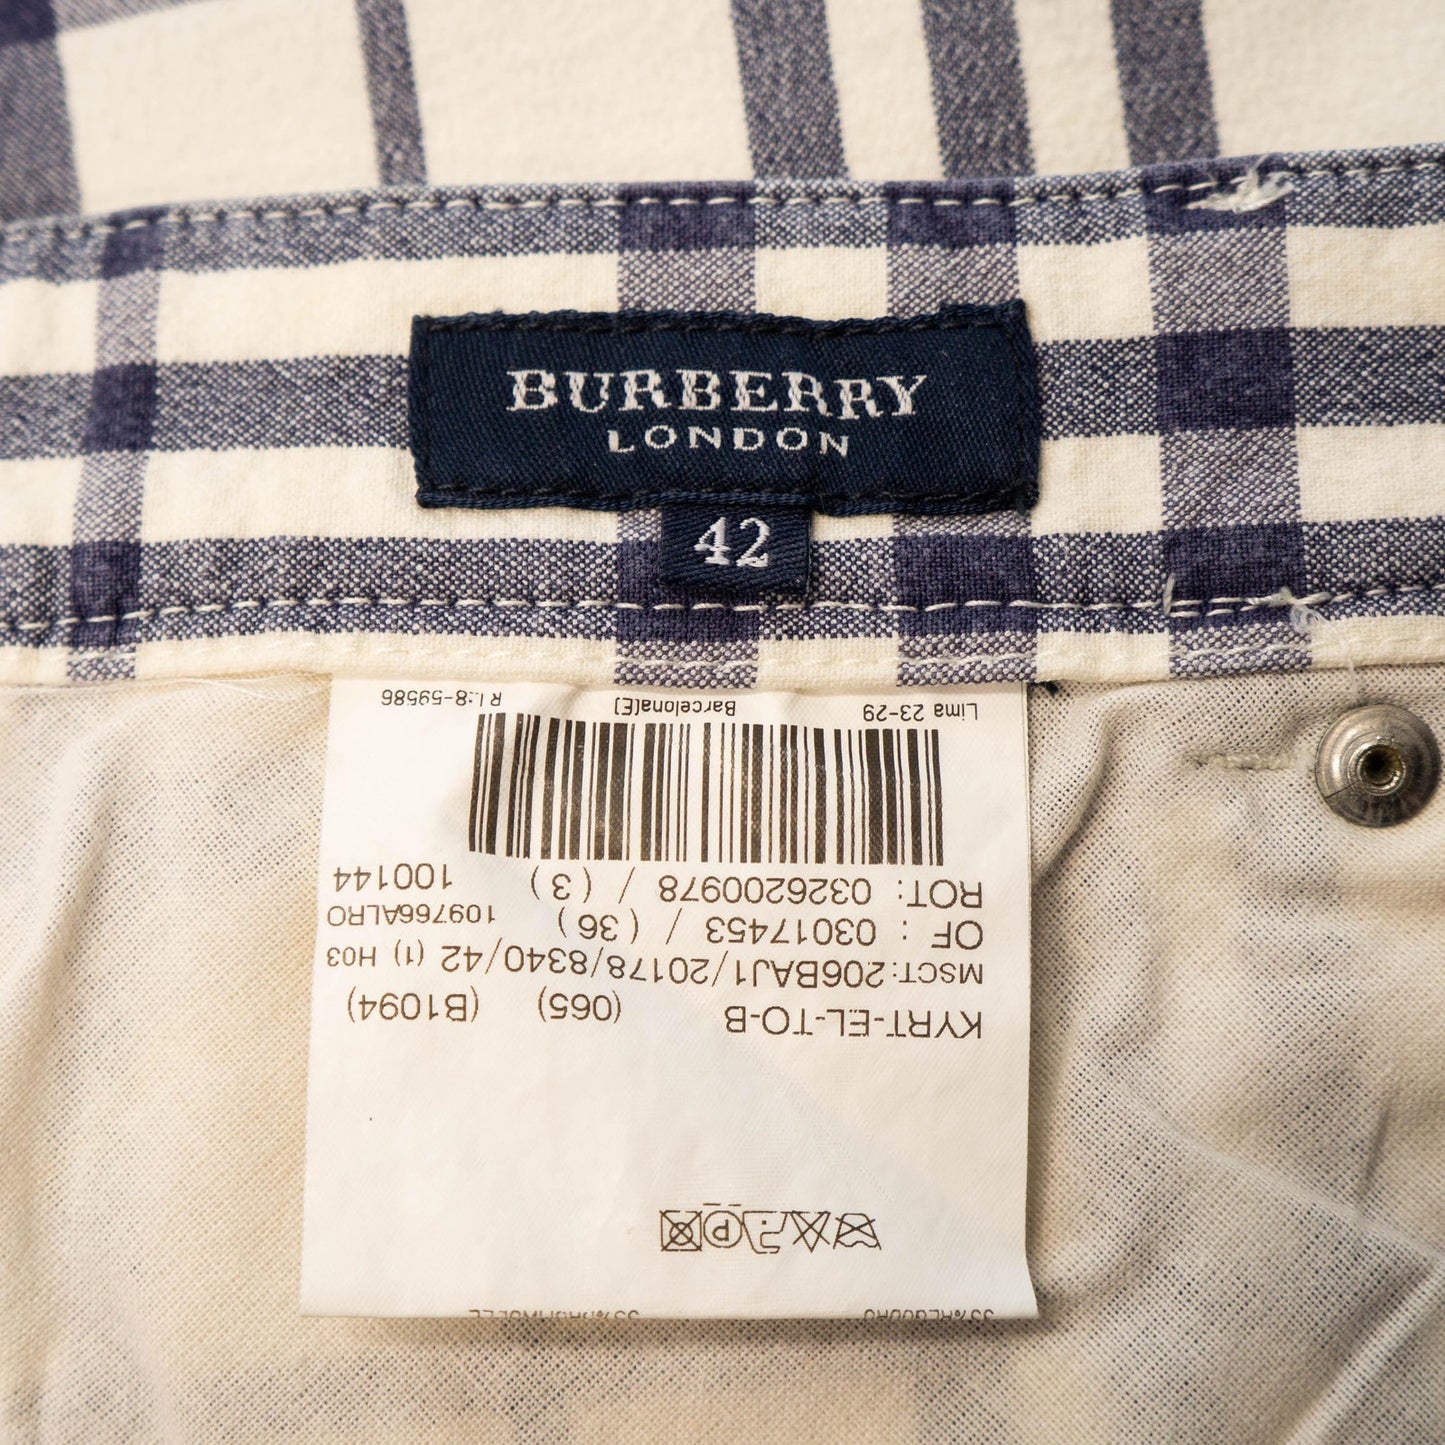 BURBERRY
LONDON
42
KYRT-EL-TO-B (065) (B1094)
MSCT:206BAJ1/20178/8340/42 (1) H03
OF : 03017453 / (36) 109766ALRO
ROT: 0326200978 / (3) 100144
Lima 23-29 Barcelona[E] R I.:8-59586